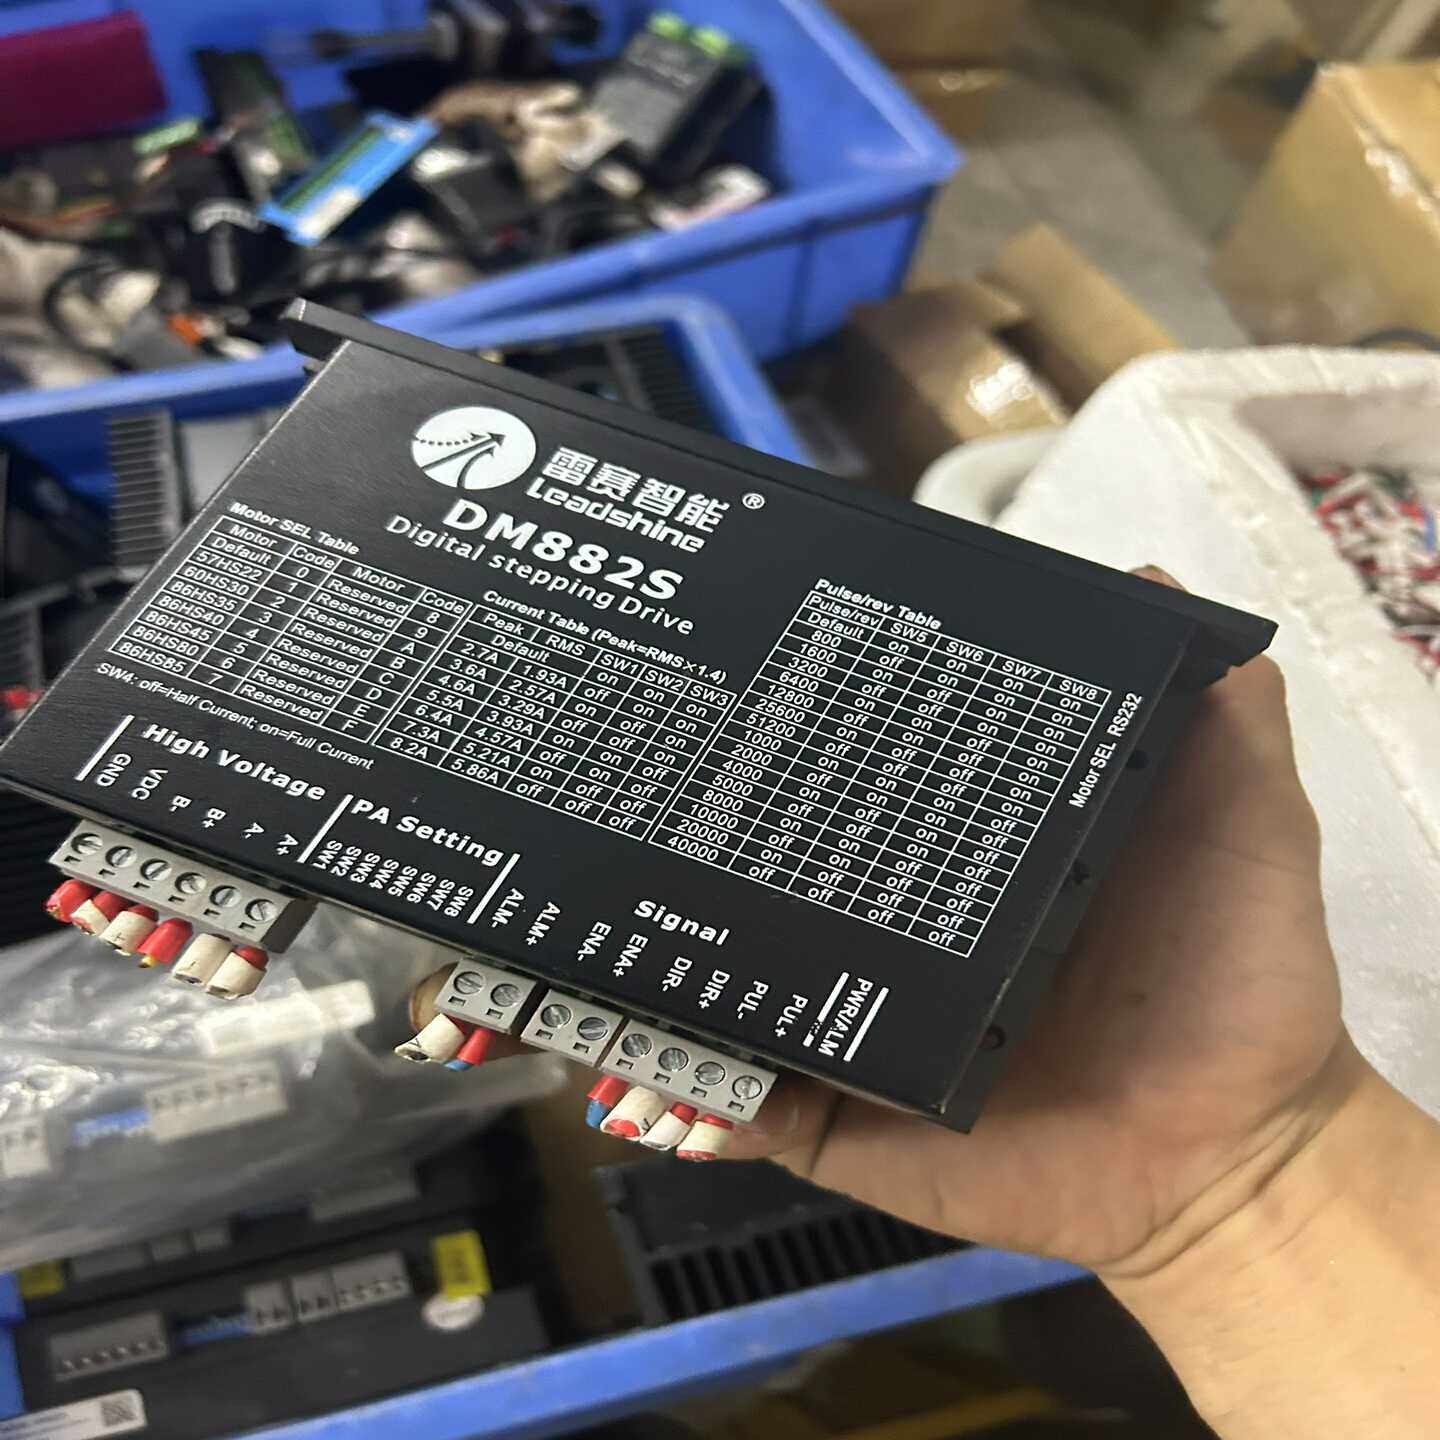 雷赛智能 ®
Leadshine
DM882S
Digital stepping Drive
Motor SEL Table
Motor Code Motor Code
Default 0 Reserved 8
57HS22 1 Reserved 9
60HS30 2 Reserved A
86HS35 3 Reserved B
86HS40 4 Reserved C
86HS45 5 Reserved D
86HS80 6 Reserved E
86HS85 7 Reserved F
SW4: off=Half Current; on=Full Current
Current Table (Peak=RMS×1.4)
Peak RMS SW1 SW2 SW3
Default on on on
2.7A 1.93A off on on
3.6A 2.57A on off on
4.6A 3.29A off off on
5.5A 3.93A on on off
6.4A 4.57A off on off
7.3A 5.21A on off off
8.2A 5.86A off off off
Pulse/rev Table
Pulse/rev SW5 SW6 SW7 SW8
Default on on on on
800 off on on on
1600 on off on on
3200 off off on on
6400 on on off on
12800 off on off on
25600 on off off on
51200 off off off on
1000 on on on off
2000 off on on off
4000 on off on off
5000 off off on off
8000 on on off off
10000 off on off off
20000 on off off off
40000 off off off off
Motor SEL RS232
High Voltage
GND
VDC
B-
B+
A-
A+
PA Setting
SW1
SW2
SW3
SW4
SW5
SW6
SW7
SW8
Signal
ALM-
ALM+
ENA-
ENA+
DIR-
DIR+
PUL-
PUL+
PWR/ALM